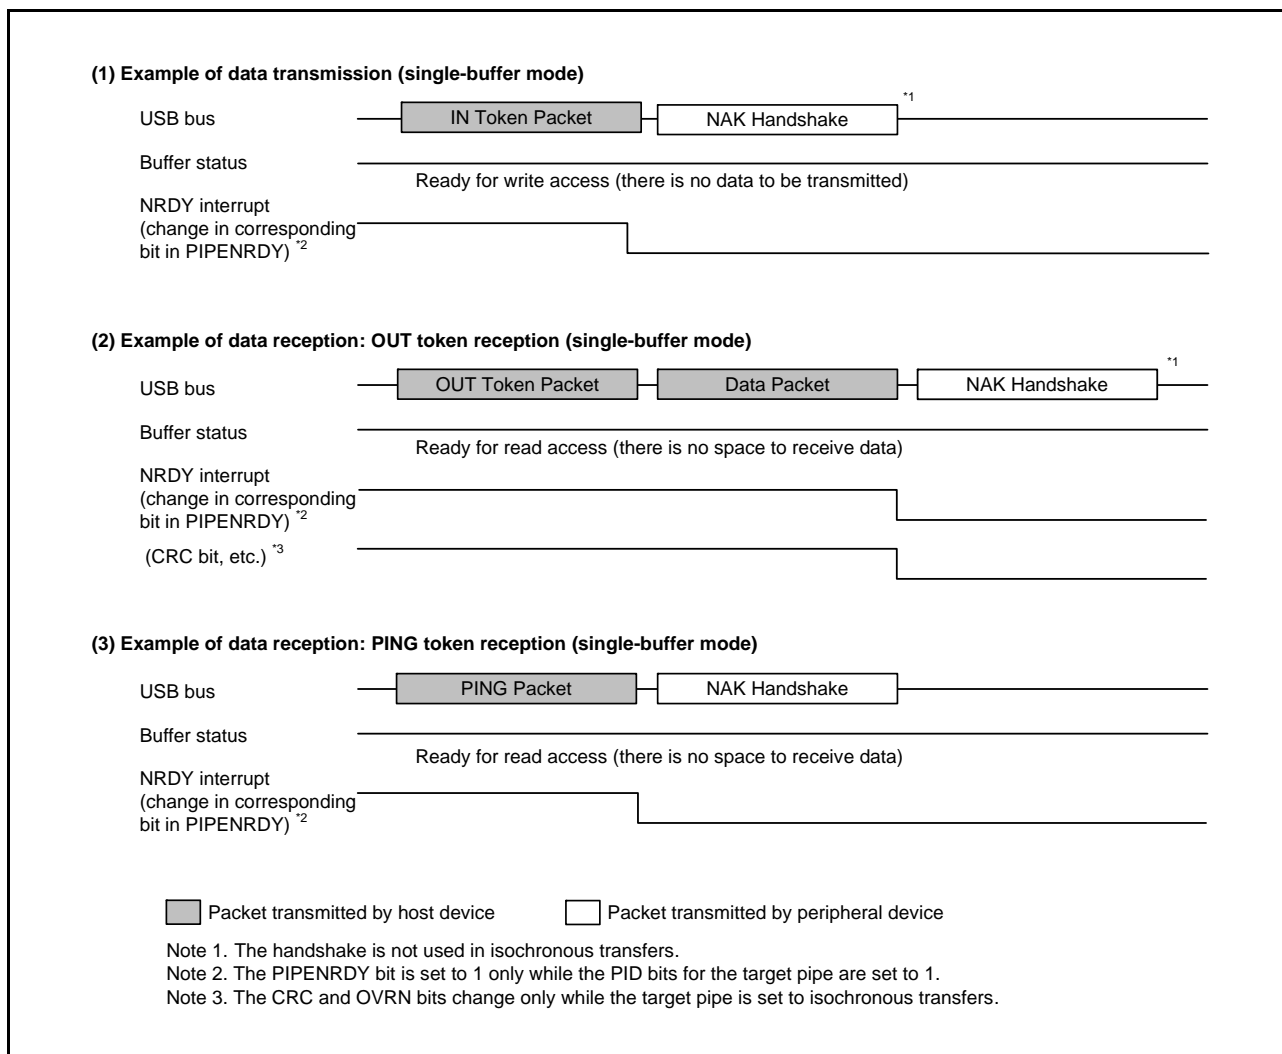 (1) Example of data transmission (single-buffer mode)
USB bus
IN Token Packet
NAK Handshake
*1
Buffer status
Ready for write access (there is no data to be transmitted)
NRDY interrupt
(change in corresponding
bit in PIPENRDY) *2
(2) Example of data reception: OUT token reception (single-buffer mode)
USB bus
OUT Token Packet
Data Packet
NAK Handshake
*1
Buffer status
Ready for read access (there is no space to receive data)
NRDY interrupt
(change in corresponding
bit in PIPENRDY) *2
(CRC bit, etc.) *3
(3) Example of data reception: PING token reception (single-buffer mode)
USB bus
PING Packet
NAK Handshake
Buffer status
Ready for read access (there is no space to receive data)
NRDY interrupt
(change in corresponding
bit in PIPENRDY) *2
Packet transmitted by host device
Packet transmitted by peripheral device
Note 1. The handshake is not used in isochronous transfers.
Note 2. The PIPENRDY bit is set to 1 only while the PID bits for the target pipe are set to 1.
Note 3. The CRC and OVRN bits change only while the target pipe is set to isochronous transfers.